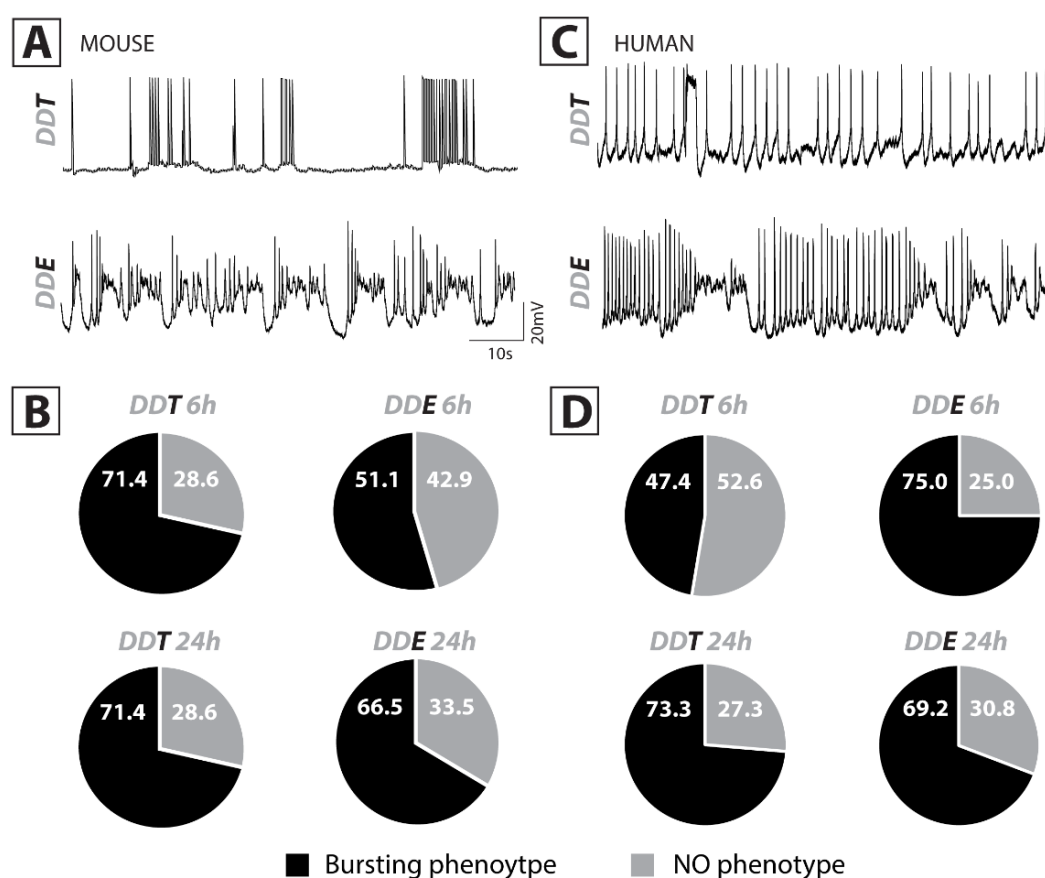 A MOUSE
DDT
DDE
20mV
10s
C HUMAN
DDT
DDE
B
DDT 6h
71.4 28.6
DDE 6h
51.1 42.9
DDT 24h
71.4 28.6
DDE 24h
66.5 33.5
D
DDT 6h
47.4 52.6
DDE 6h
75.0 25.0
DDT 24h
73.3 27.3
DDE 24h
69.2 30.8
Bursting phenoytpe
NO phenotype